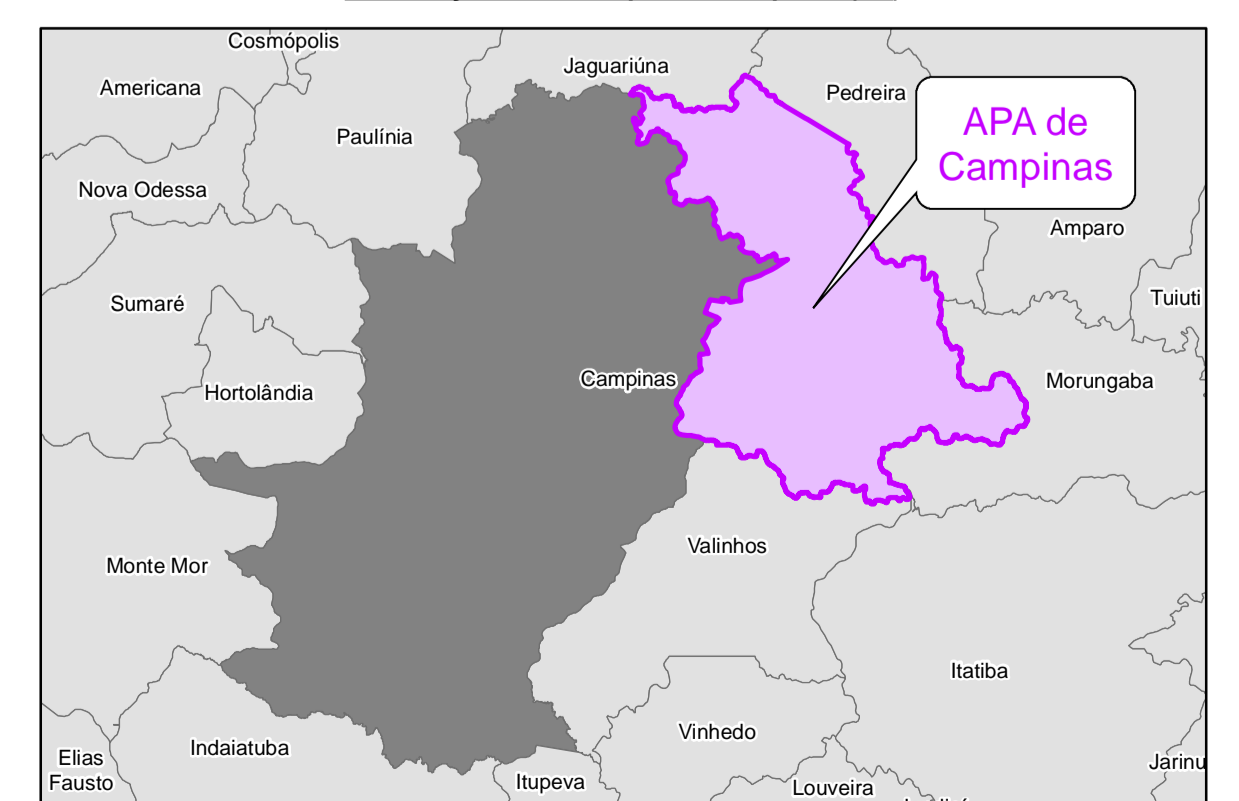 Cosmópolis
Jaguariúna
Americana
Pedreira
APA de
Campinas
Paulínia
Nova Odessa
Amparo
Sumaré
Tuiuti
Campinas
Morungaba
Hortolândia
Valinhos
Monte Mor
Itatiba
Vinhedo
Indaiatuba
Elias
Fausto
Jarinu
Itupeva
Louveira